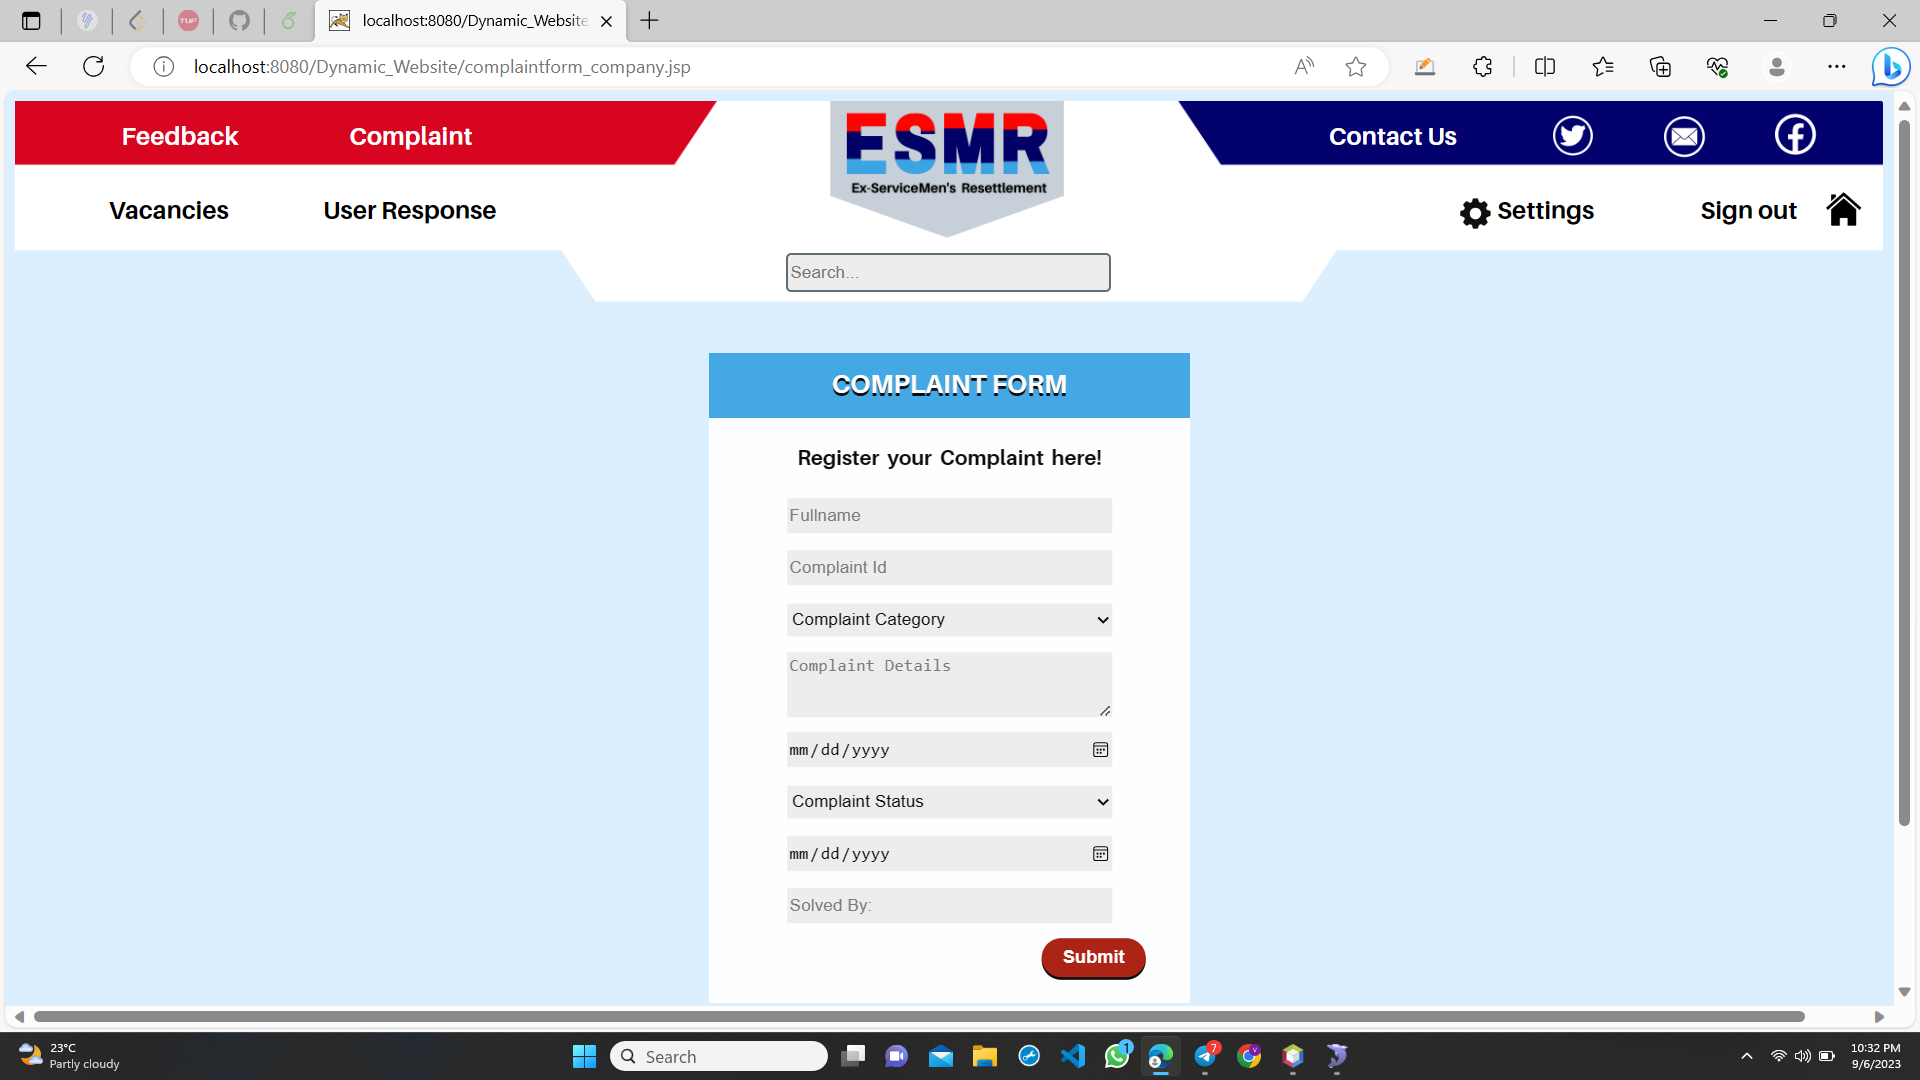 localhost:8080/Dynamic_Website
localhost:8080/Dynamic_Website/complaintform_company.jsp
Feedback
Complaint
ESMR
Ex-ServiceMen's Resettlement
Contact Us
Vacancies
User Response
Settings
Sign out
Search...
COMPLAINT FORM
Register your Complaint here!
Fullname
Complaint Id
Complaint Category
Complaint Details
mm/dd/yyyy
Complaint Status
mm/dd/yyyy
Solved By:
Submit
23°C
Partly cloudy
Search
1
7
10:32 PM
9/6/2023